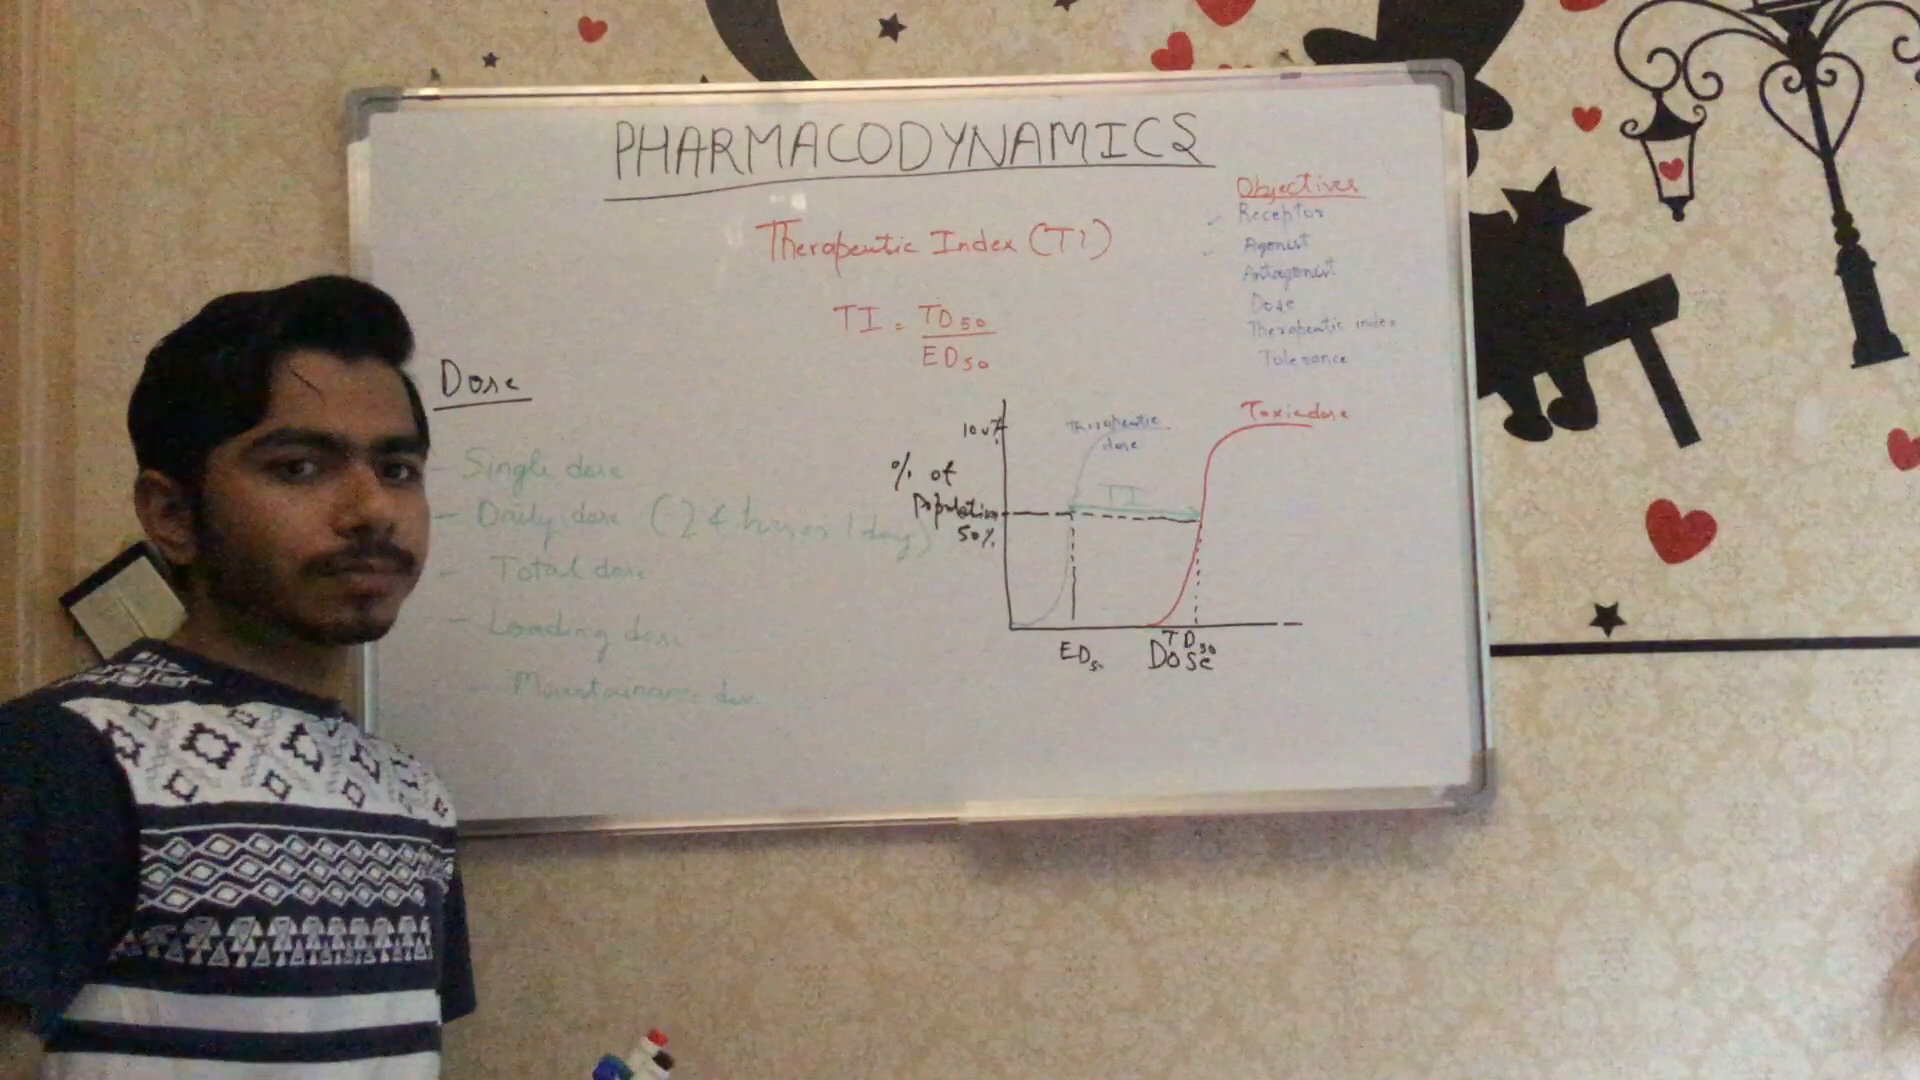 PHARMACODYNAMICS
Therapeutic Index (TI)
TI = TD50
ED50
Objectives
Receptor
Agonist
Antagonist
Dose
Therapeutic index
Tolerance
Dose
- Single dose
- Daily dose (24 hours or 1 day)
- Total dose
- Loading dose
- Maintainance dose
100%
% of
Population
50%
Therapeutic
dose
Toxic dose
TI
ED50
TD50
Dose